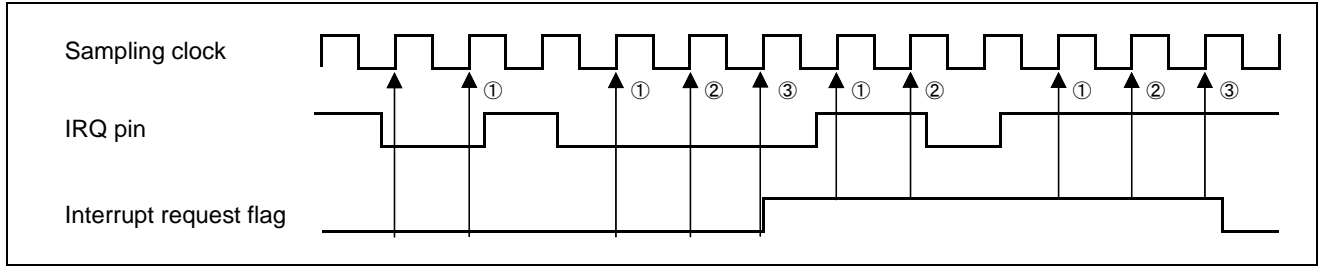 Sampling clock
① ① ② ③ ① ② ① ② ③
IRQ pin
Interrupt request flag